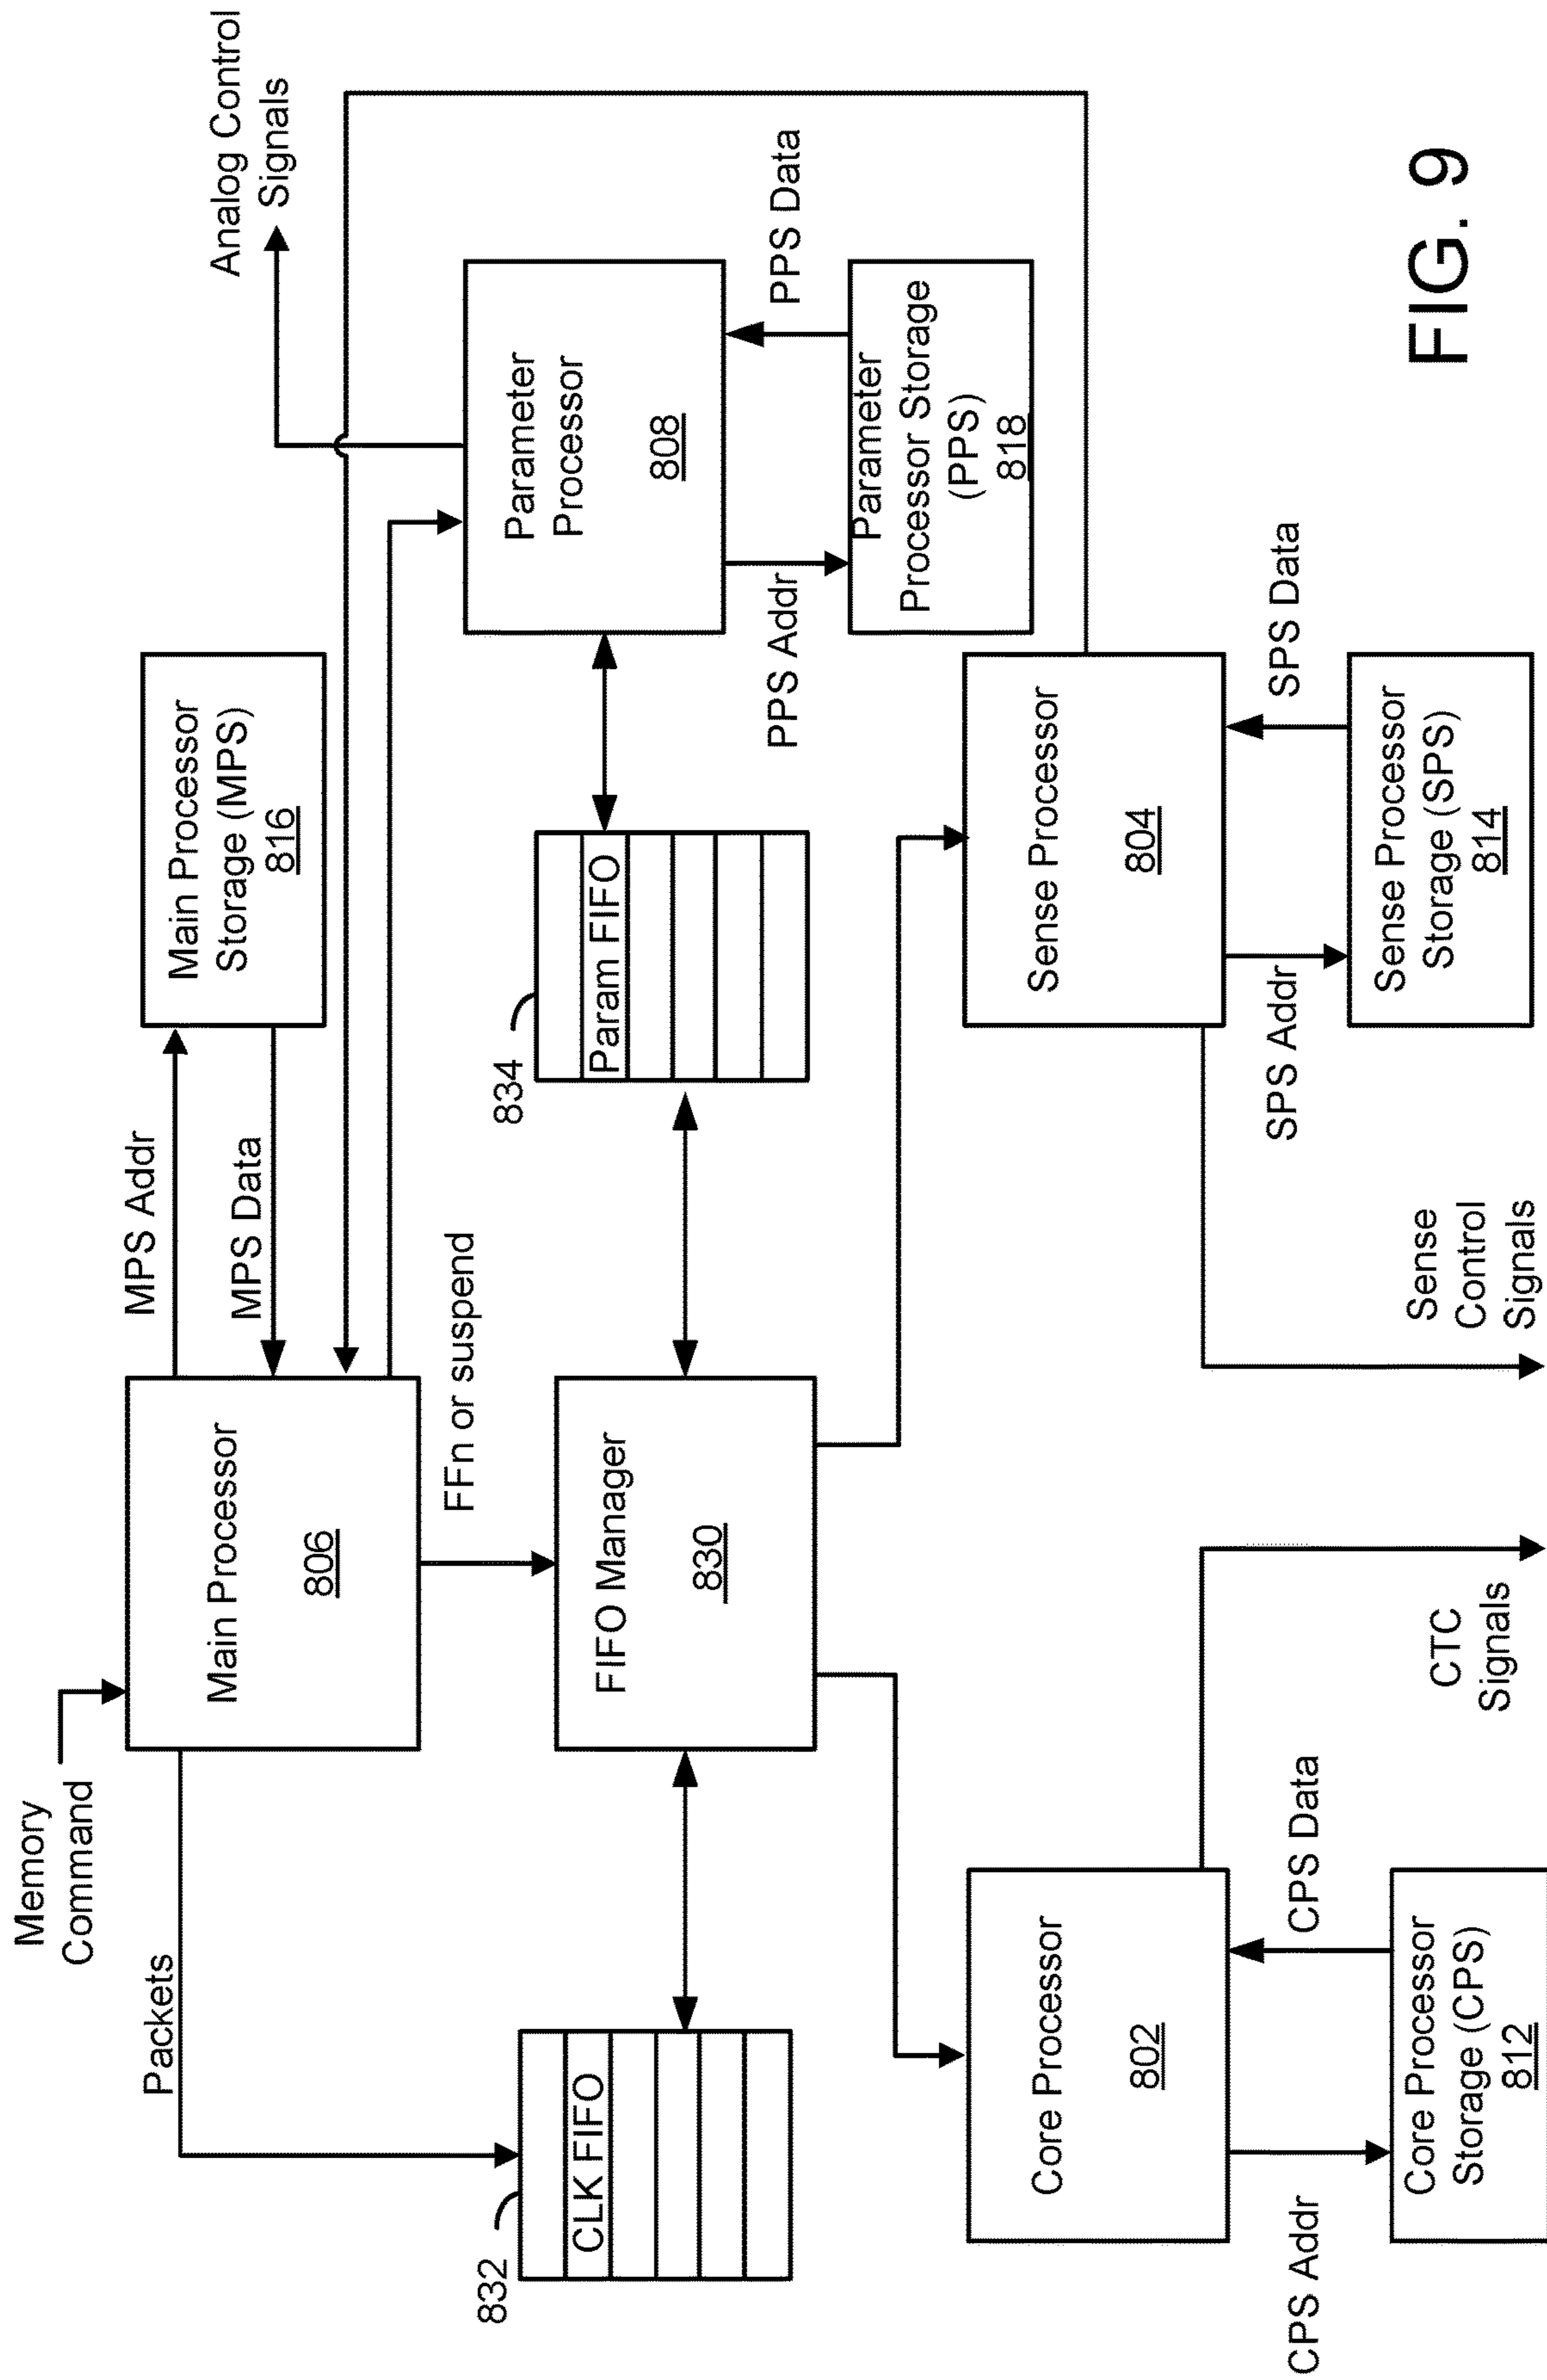 Memory
Command
Packets
Main Processor
806
MPS Addr
MPS Data
Main Processor
Storage (MPS)
816
Analog Control
Signals
FFn or suspend
832
CLK FIFO
FIFO Manager
830
834
Param FIFO
Parameter
Processor
808
PPS Addr
PPS Data
Parameter
Processor Storage
(PPS)
818
Core Processor
802
CPS Addr
CPS Data
Core Processor
Storage (CPS)
812
CTC
Signals
Sense Processor
804
SPS Addr
SPS Data
Sense Processor
Storage (SPS)
814
Sense
Control
Signals
FIG. 9